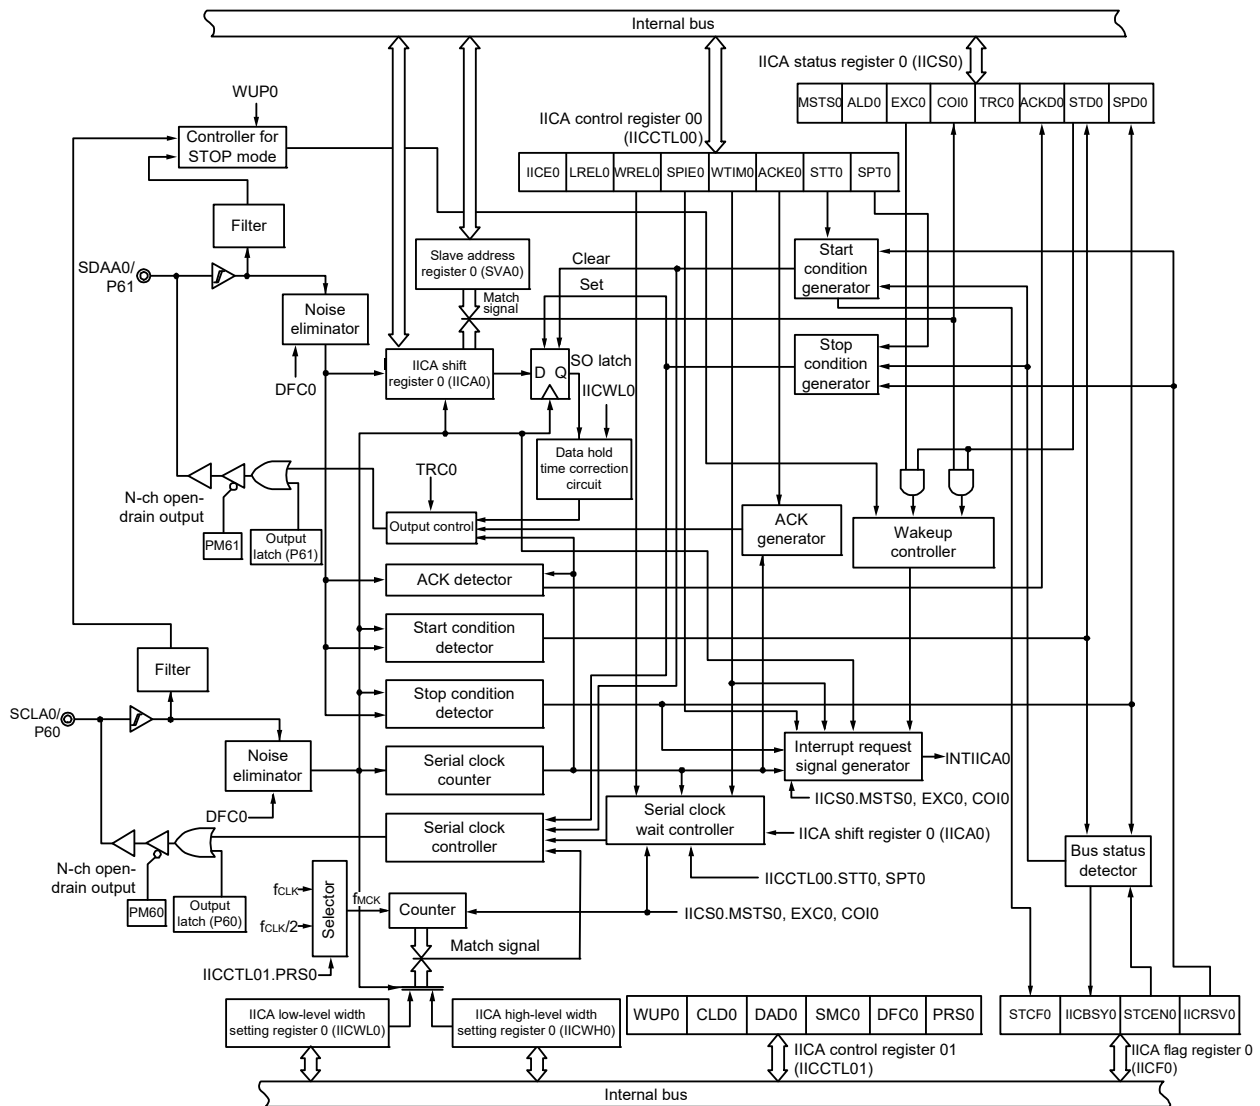 Internal bus
IICA status register 0 (IICS0)
WUP0
MSTS0 ALD0 EXC0 COI0 TRC0 ACKD0 STD0 SPD0
IICA control register 00
(IICCTL00)
Controller for
STOP mode
IICE0 LREL0 WREL0 SPIE0 WTIM0 ACKE0 STT0 SPT0
Filter
Slave address
register 0 (SVA0)
Clear
Start
condition
generator
SDAA0/
P61
Set
Match
signal
Noise
eliminator
Stop
condition
generator
IICA shift
register 0 (IICA0)
SO latch
D Q
DFC0
IICWL0
Data hold
time correction
circuit
TRC0
N-ch open-
drain output
Output control
ACK
generator
Wakeup
controller
PM61
Output
latch (P61)
ACK detector
Start condition
detector
Filter
Stop condition
detector
SCLA0/
P60
Noise
eliminator
Serial clock
counter
Interrupt request
signal generator
INTIICA0
IICS0.MSTS0, EXC0, COI0
DFC0
Serial clock
controller
Serial clock
wait controller
IICA shift register 0 (IICA0)
Bus status
detector
N-ch open-
drain output
IICCTL00.STT0, SPT0
PM60
Output
latch (P60)
fCLK
fCLK/2
Selector
fMCK
Counter
IICS0.MSTS0, EXC0, COI0
Match signal
IICCTL01.PRS0
IICA low-level width
setting register 0 (IICWL0)
IICA high-level width
setting register 0 (IICWH0)
WUP0 CLD0 DAD0 SMC0 DFC0 PRS0
STCF0 IICBSY0 STCEN0 IICRSV0
IICA control register 01
(IICCTL01)
IICA flag register 0
(IICF0)
Internal bus